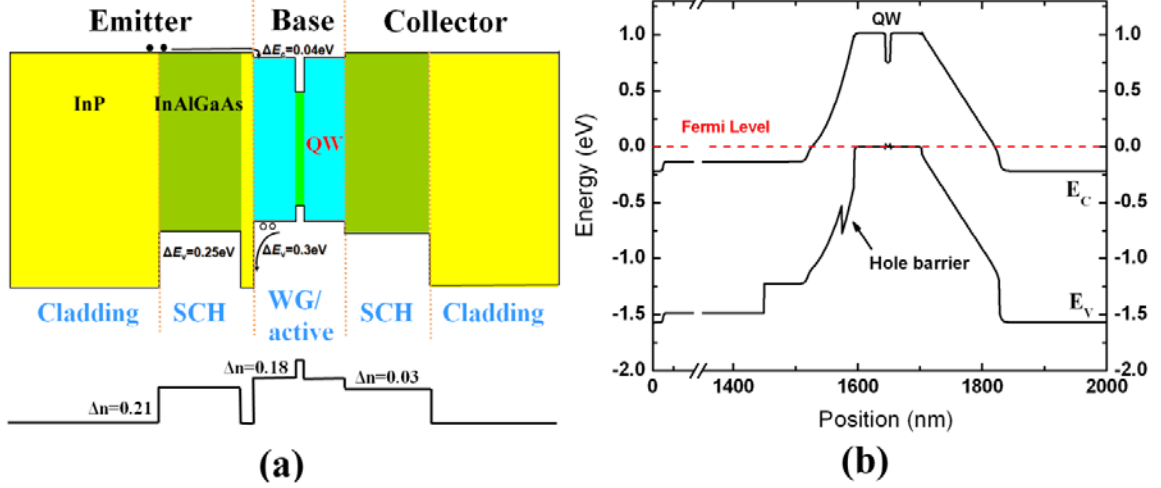 Emitter Base Collector
ΔE_c=0.04eV
InP InAlGaAs QW
ΔE_v=0.25eV ΔE_v=0.3eV
Cladding SCH WG/ SCH Cladding
active
Δn=0.18
Δn=0.03
Δn=0.21
(a)
QW
1.0 1.0
0.5 0.5
Fermi Level
0.0 0.0
-0.5 -0.5
E_C
-1.0 -1.0
Hole barrier
-1.5 -1.5
E_V
-2.0 -2.0
0 1400 1600 1800 2000
Energy (eV)
Position (nm)
(b)